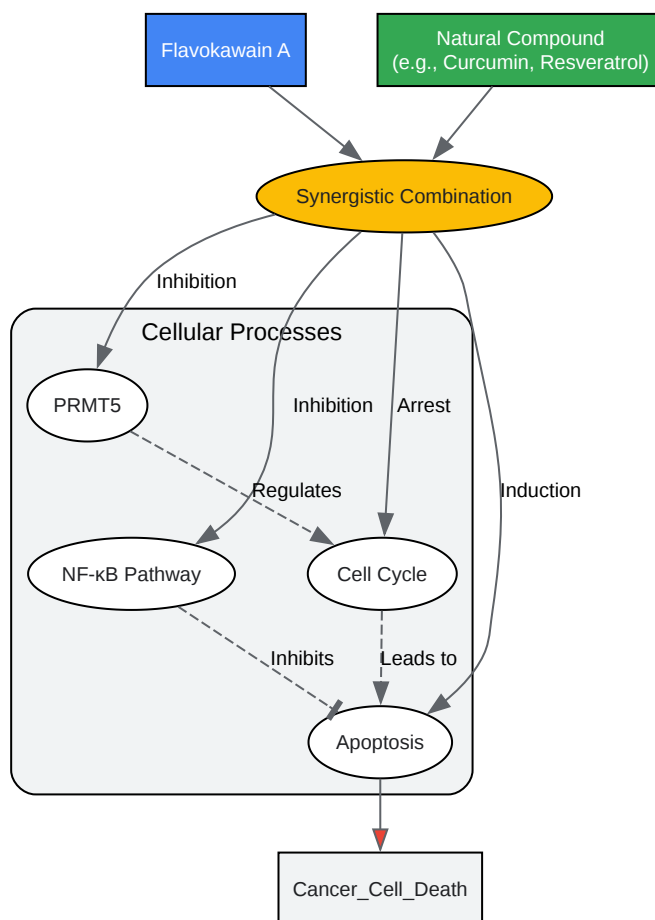 Flavokawain A
Natural Compound
(e.g., Curcumin, Resveratrol)
Synergistic Combination
Inhibition
Cellular Processes
PRMT5
Inhibition
Arrest
Regulates
Induction
NF-κB Pathway
Cell Cycle
Inhibits
Leads to
Apoptosis
Cancer_Cell_Death